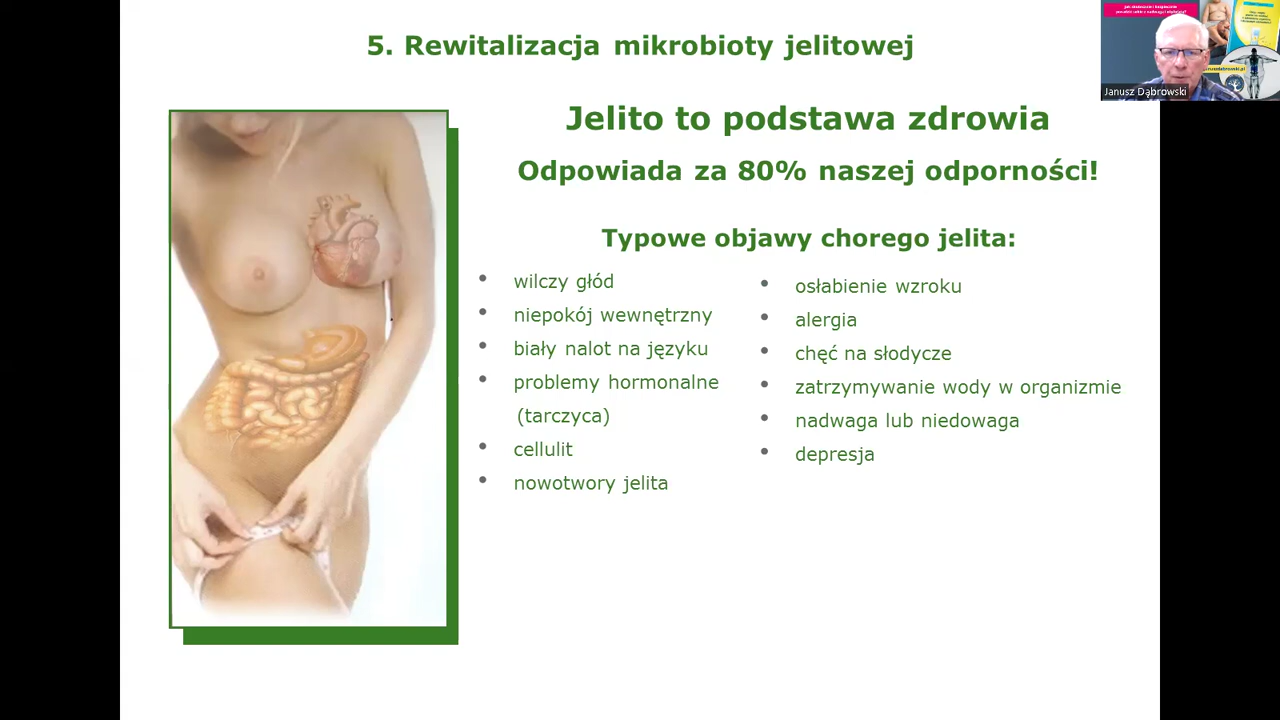 5. Rewitalizacja mikrobioty jelitowej
Jelito to podstawa zdrowia
Odpowiada za 80% naszej odporności!
Typowe objawy chorego jelita:
• wilczy głód
• niepokój wewnętrzny
• biały nalot na języku
• problemy hormonalne
(tarczyca)
• cellulit
• nowotwory jelita
• osłabienie wzroku
• alergia
• chęć na słodycze
• zatrzymywanie wody w organizmie
• nadwaga lub niedowaga
• depresja
Janusz Dąbrowski